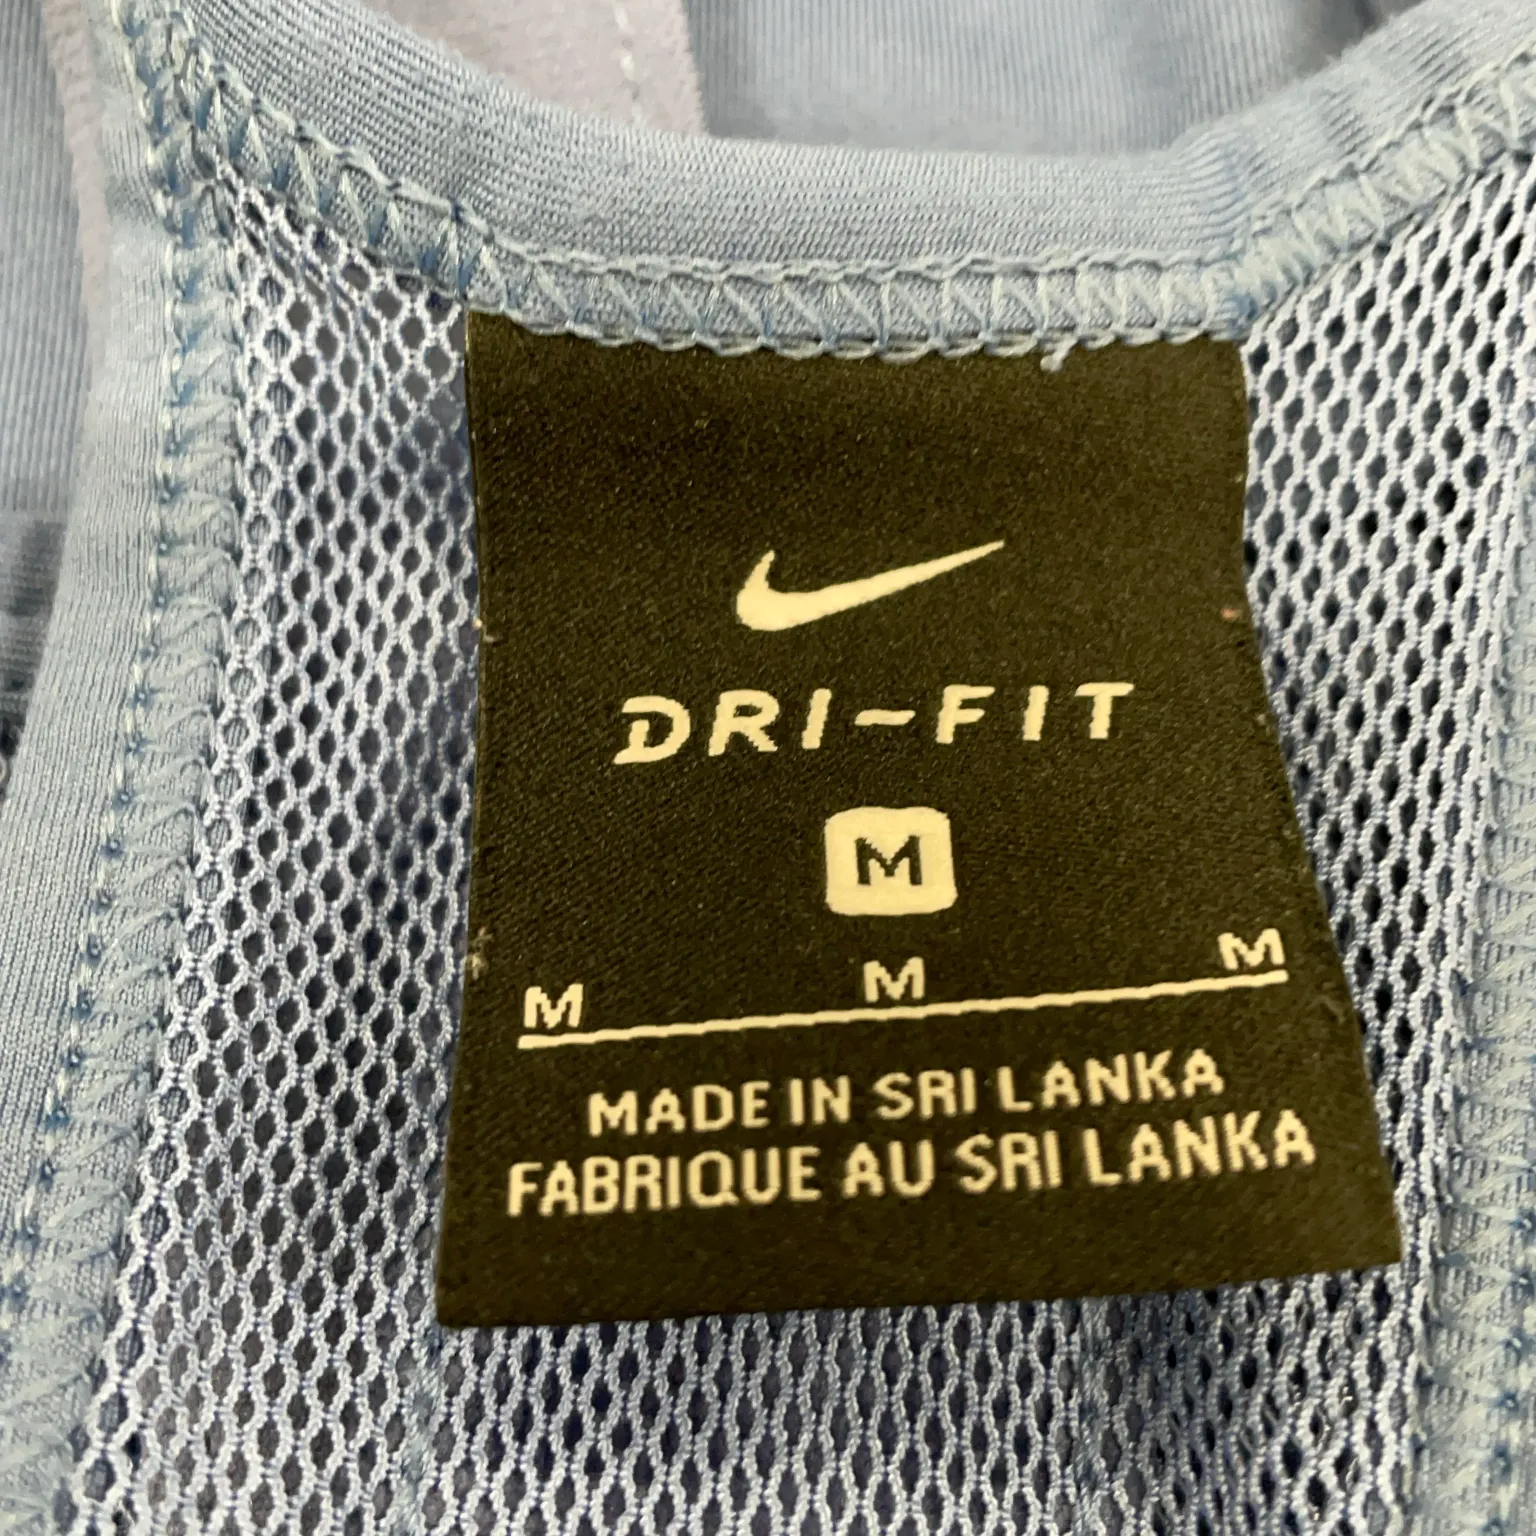 DRI-FIT
M
M M M
MADE IN SRI LANKA
FABRIQUE AU SRI LANKA